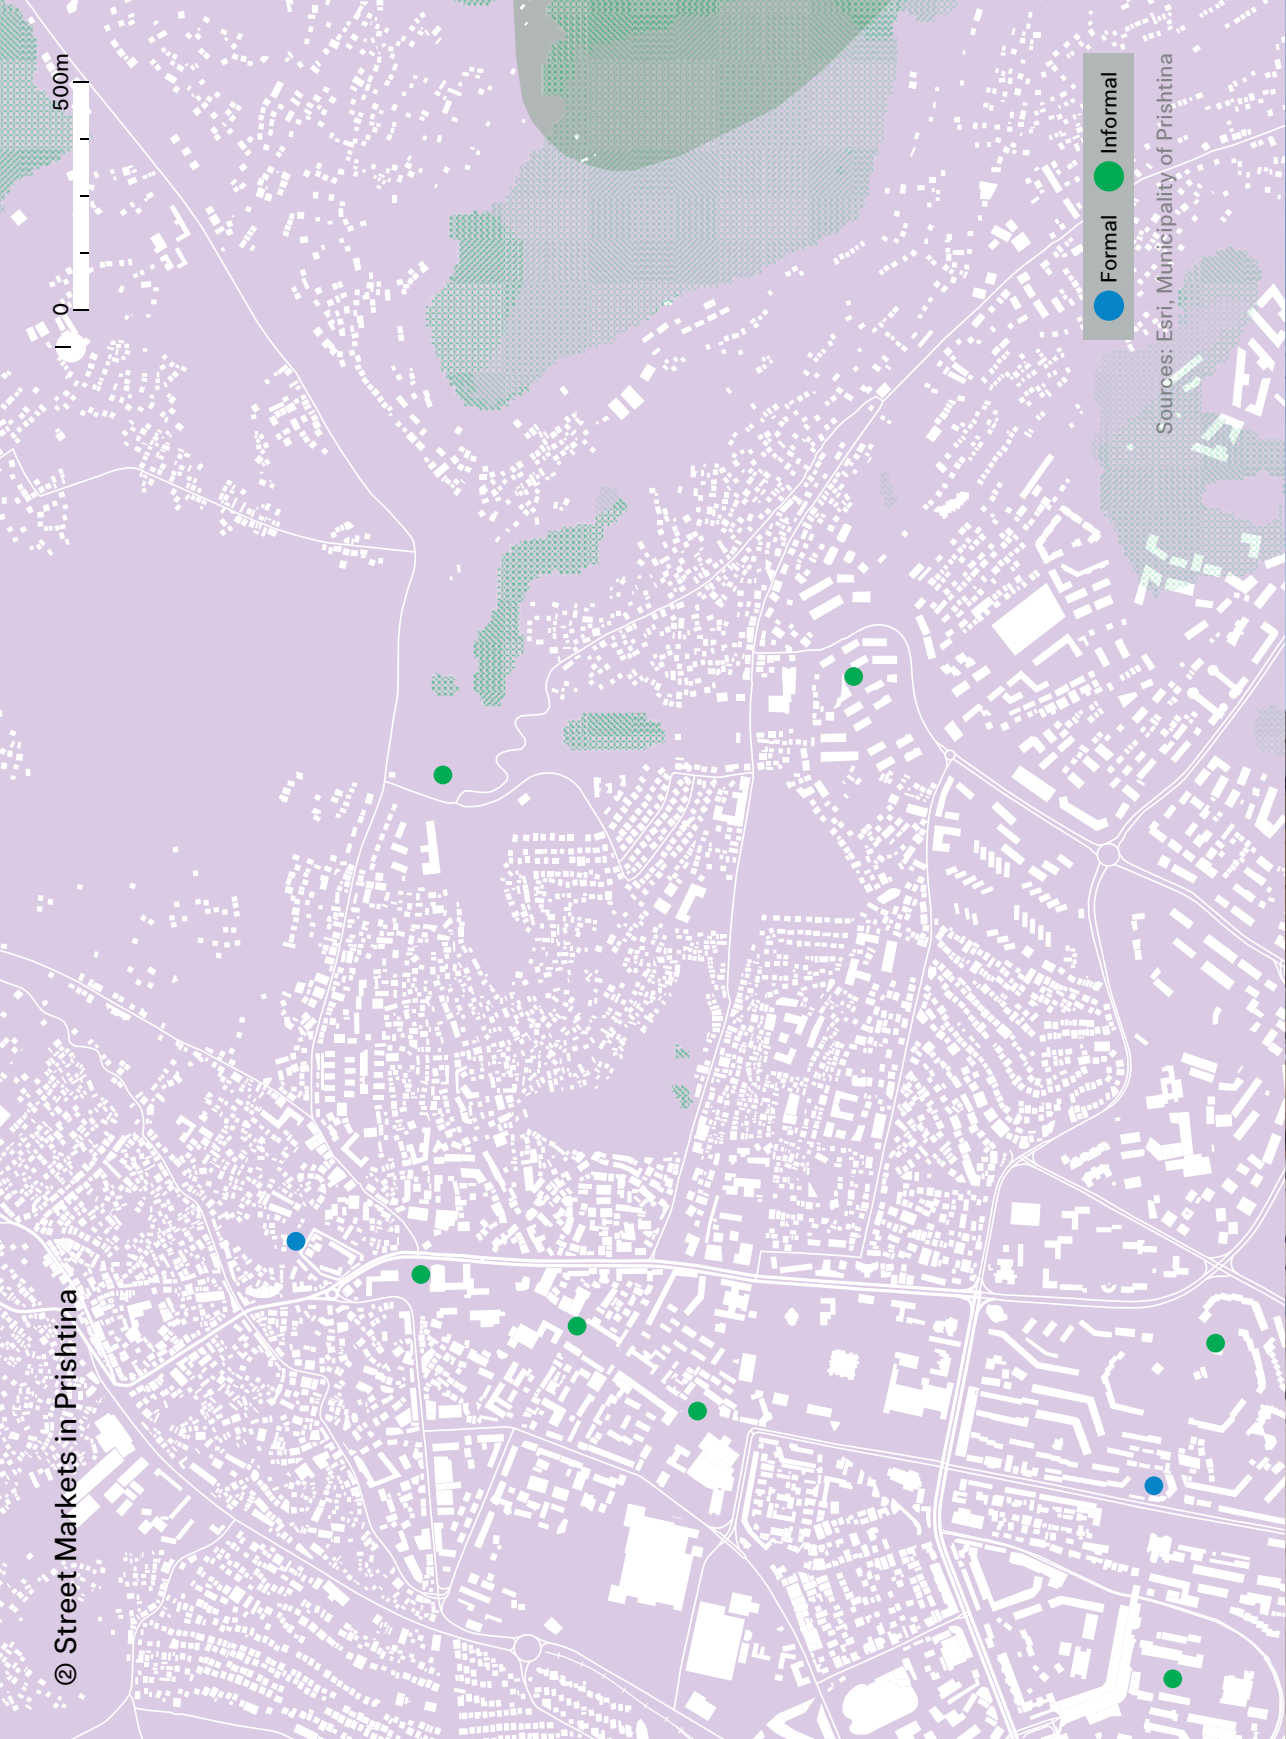 ② Street Markets in Prishtina
0 500m
Formal Informal
Sources: Esri, Municipality of Prishtina